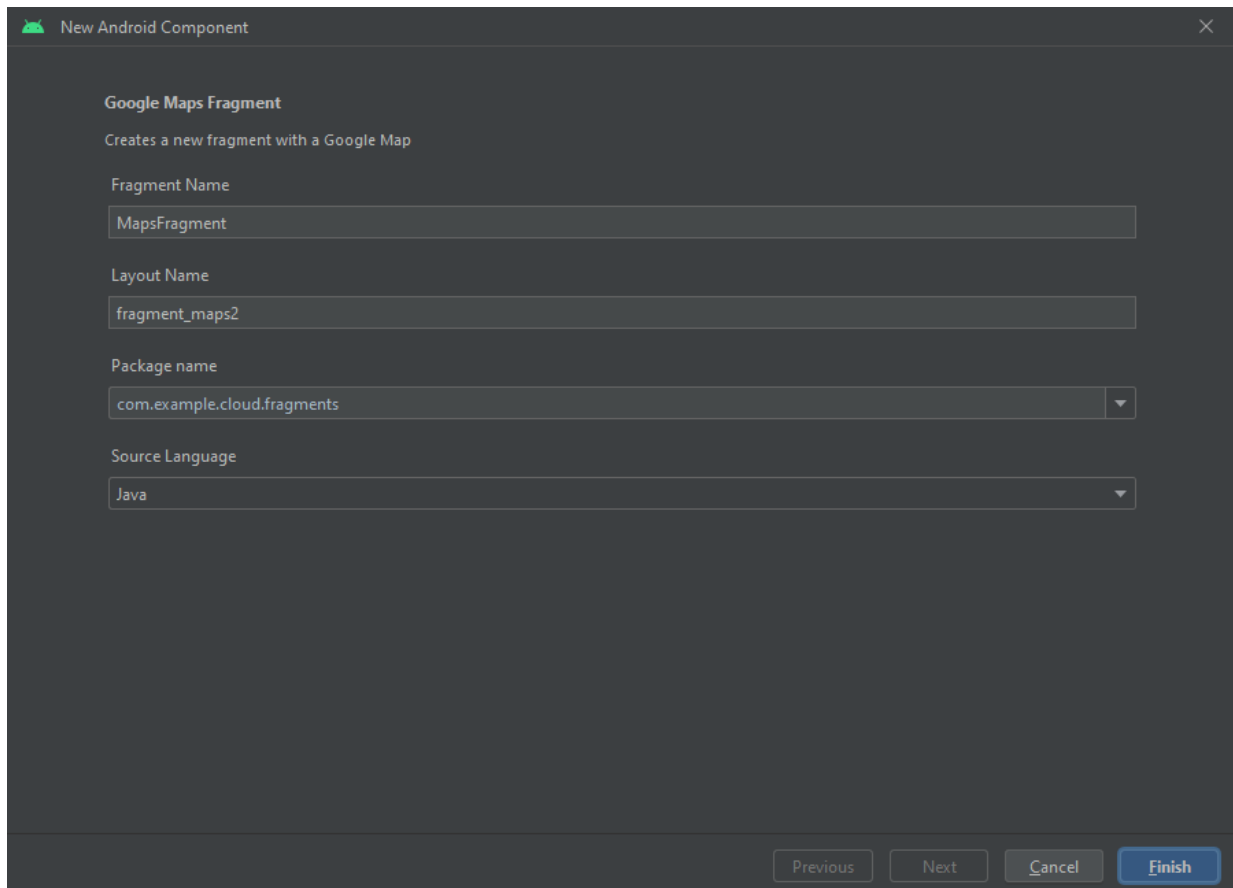 New Android Component
Google Maps Fragment
Creates a new fragment with a Google Map
Fragment Name
MapsFragment
Layout Name
fragment_maps2
Package name
com.example.cloud.fragments
Source Language
Java
Previous Next Cancel Finish